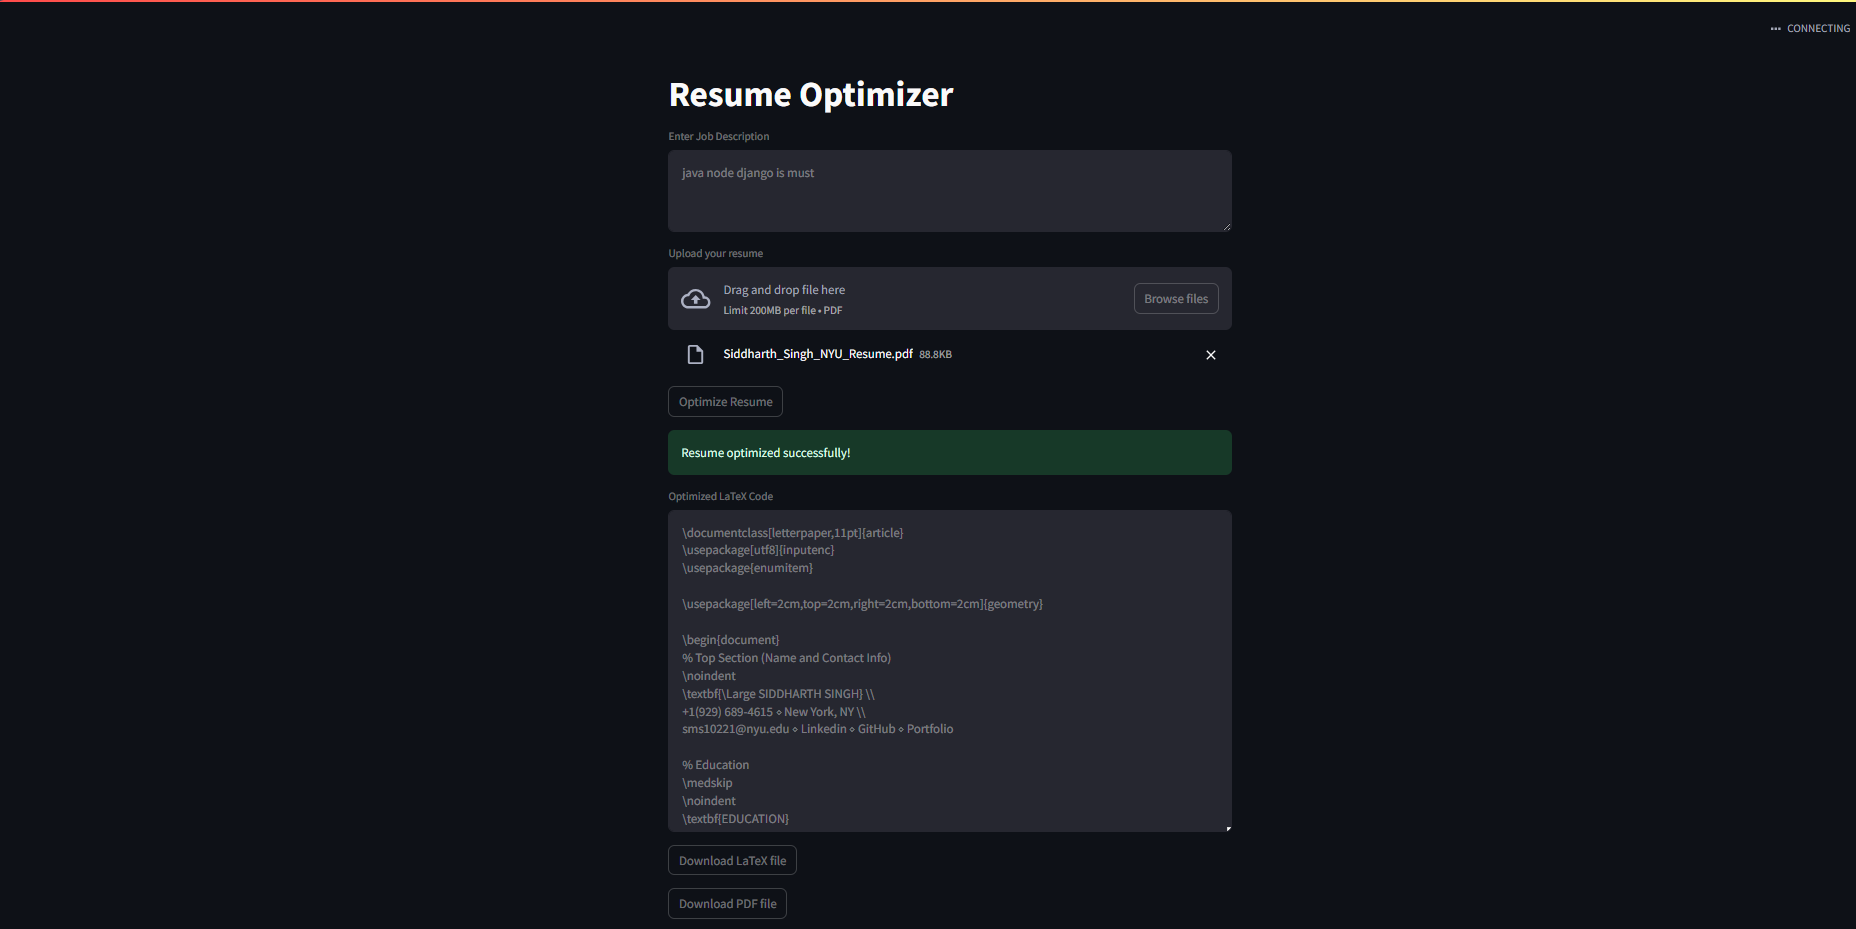 CONNECTING
Resume Optimizer
Enter Job Description
java node django is must
Upload your resume
Drag and drop file here
Limit 200MB per file • PDF
Browse files
Siddharth_Singh_NYU_Resume.pdf 88.8KB
Optimize Resume
Resume optimized successfully!
Optimized LaTeX Code
\documentclass[letterpaper,11pt]{article}
\usepackage[utf8]{inputenc}
\usepackage{enumitem}
\usepackage[left=2cm,top=2cm,right=2cm,bottom=2cm]{geometry}
\begin{document}
% Top Section (Name and Contact Info)
\noindent
\textbf{\Large SIDDHARTH SINGH} \\
+1(929) 689-4615 ⋄ New York, NY \\
sms10221@nyu.edu ⋄ Linkedin ⋄ GitHub ⋄ Portfolio
% Education
\medskip
\noindent
\textbf{EDUCATION}
Download LaTeX file
Download PDF file